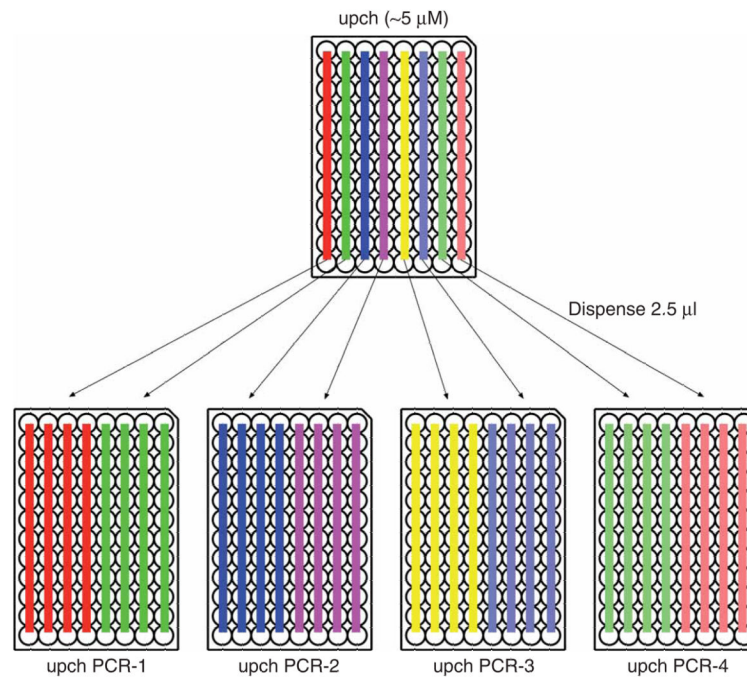 upch (~5 μM)
Dispense 2.5 μl
upch PCR-1
upch PCR-2
upch PCR-3
upch PCR-4